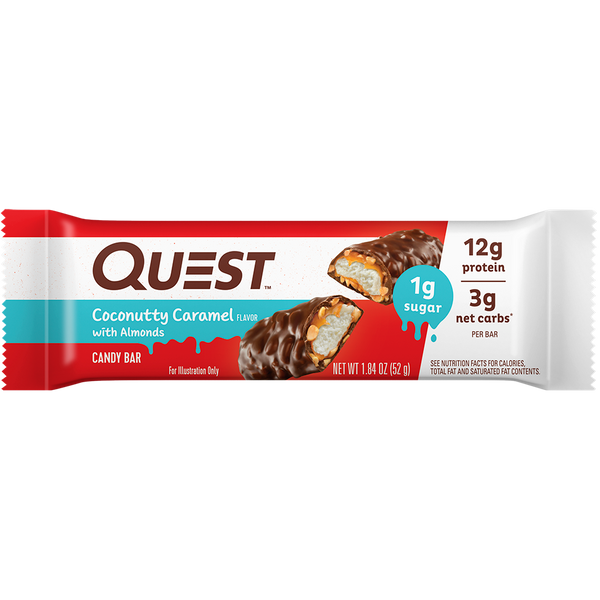 QUEST™
Coconutty Caramel FLAVOR
with Almonds
CANDY BAR
For Illustration Only
NET WT 1.84 OZ (52 g)
1g
sugar
12g
protein
3g
net carbs*
PER BAR
SEE NUTRITION FACTS FOR CALORIES,
TOTAL FAT AND SATURATED FAT CONTENTS.